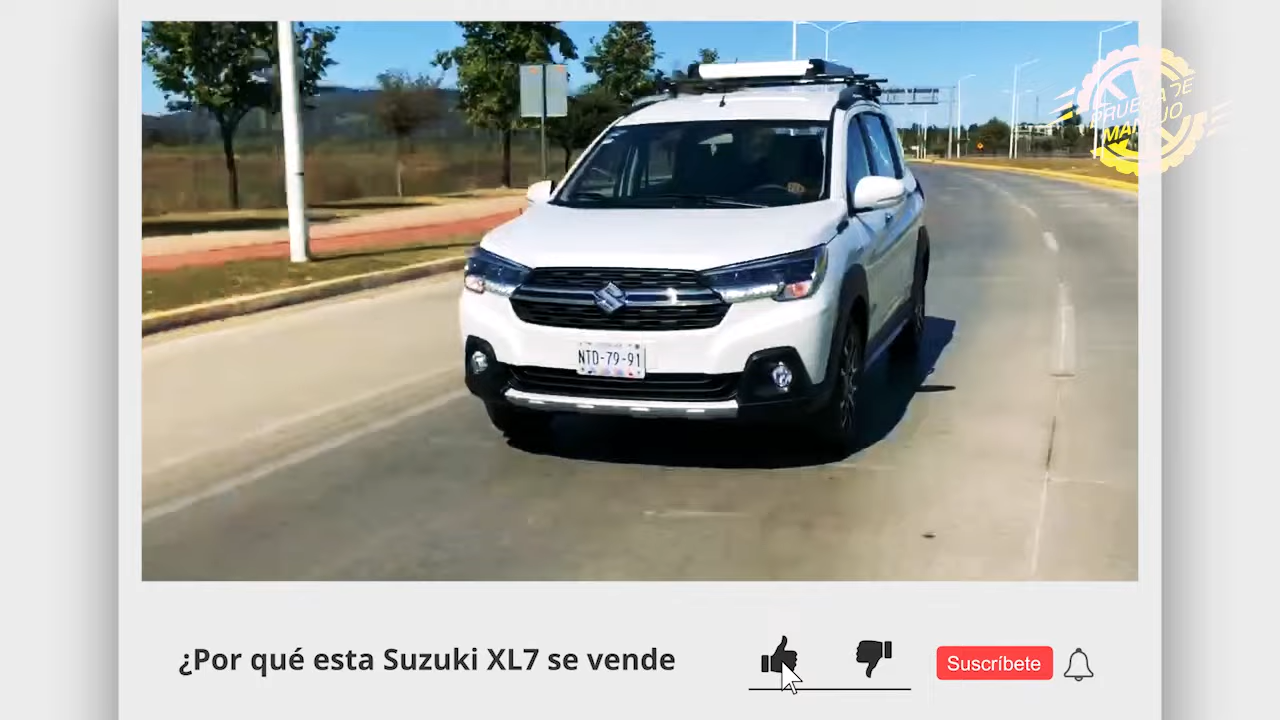 PRUEBA DE
MANEJO
NTD-79-91
¿Por qué esta Suzuki XL7 se vende
Suscríbete